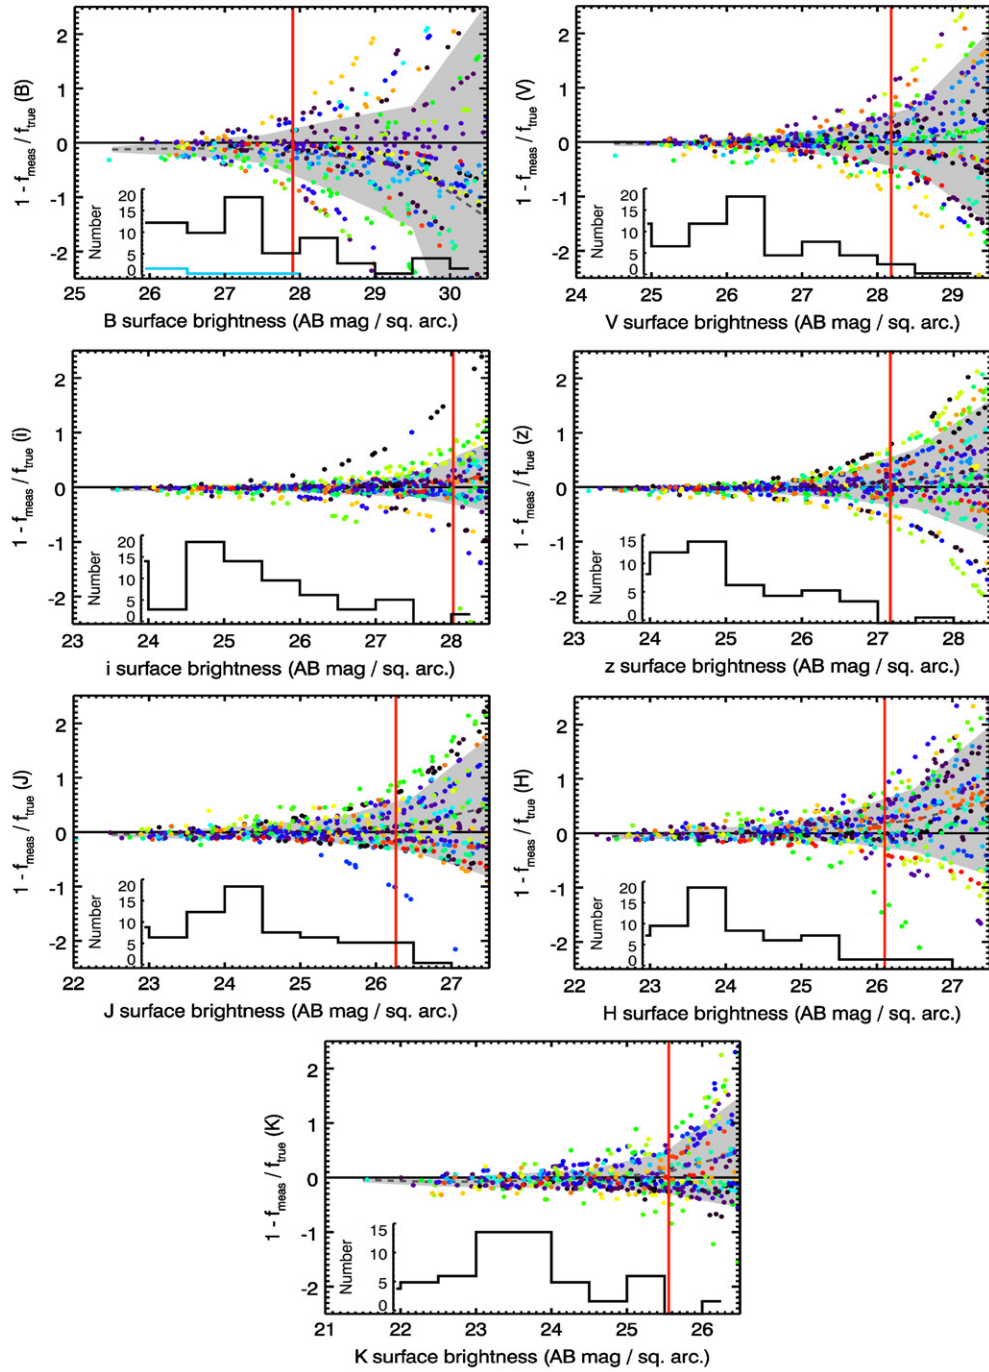 1 - f_meas / f_true (B)
2
1
0
-1
-2
Number
20
15
10
5
0
25 26 27 28 29 30
B surface brightness (AB mag / sq. arc.)
1 - f_meas / f_true (V)
2
1
0
-1
-2
Number
20
15
10
5
0
24 25 26 27 28 29
V surface brightness (AB mag / sq. arc.)
1 - f_meas / f_true (i)
2
1
0
-1
-2
Number
20
15
10
5
0
23 24 25 26 27 28
i surface brightness (AB mag / sq. arc.)
1 - f_meas / f_true (z)
2
1
0
-1
-2
Number
15
10
5
0
23 24 25 26 27 28
z surface brightness (AB mag / sq. arc.)
1 - f_meas / f_true (J)
2
1
0
-1
-2
Number
20
15
10
5
0
22 23 24 25 26 27
J surface brightness (AB mag / sq. arc.)
1 - f_meas / f_true (H)
2
1
0
-1
-2
Number
20
15
10
5
0
22 23 24 25 26 27
H surface brightness (AB mag / sq. arc.)
1 - f_meas / f_true (K)
2
1
0
-1
-2
Number
15
10
5
0
21 22 23 24 25 26
K surface brightness (AB mag / sq. arc.)